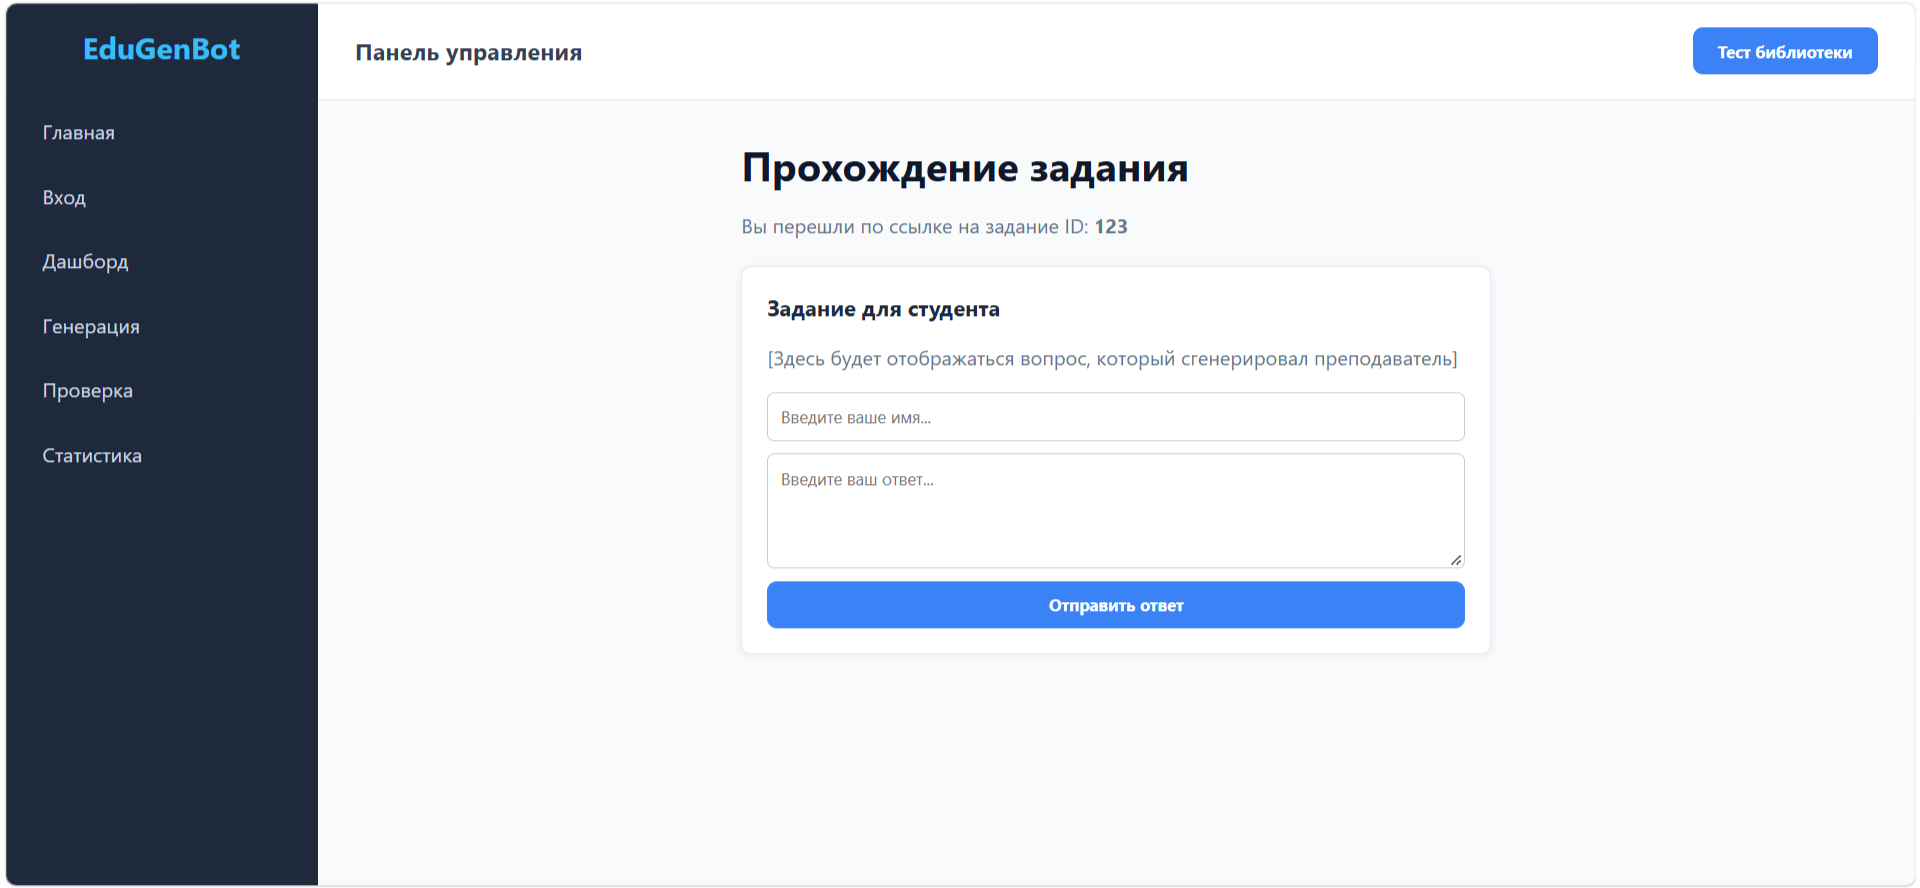 EduGenBot
Главная
Вход
Дашборд
Генерация
Проверка
Статистика
Панель управления
Тест библиотеки
Прохождение задания
Вы перешли по ссылке на задание ID: 123
Задание для студента
[Здесь будет отображаться вопрос, который сгенерировал преподаватель]
Введите ваше имя...
Введите ваш ответ...
Отправить ответ